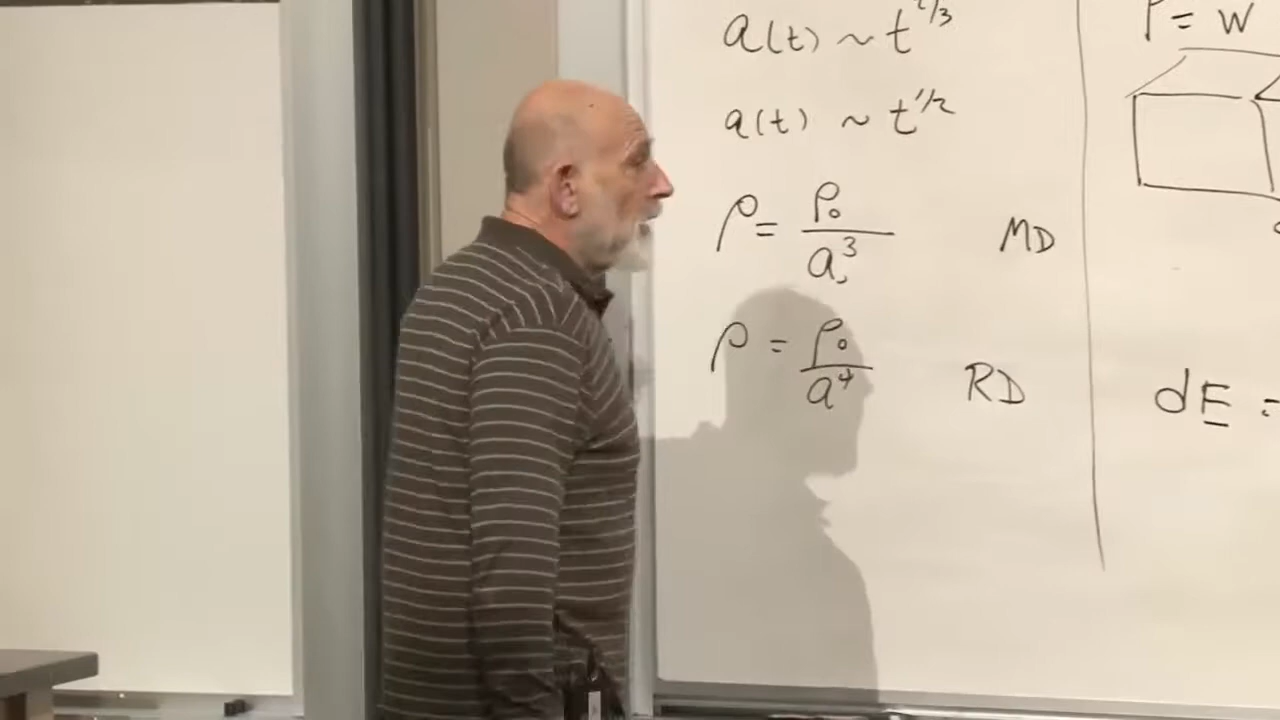 a(t) ~ t^2/3
a(t) ~ t^1/2
ρ = ρ₀/a³ MD
ρ = ρ₀/a⁴ RD
P = W
dE =